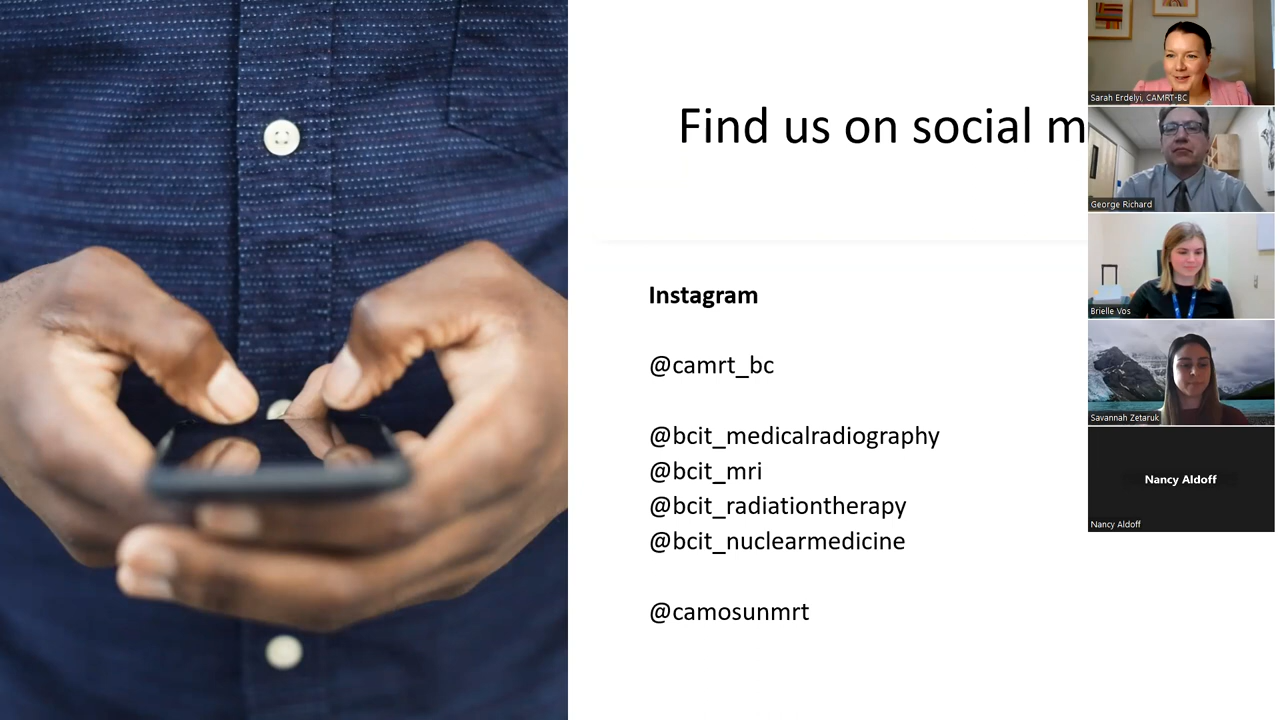 Find us on social m
Instagram
@camrt_bc
@bcit_medicalradiography
@bcit_mri
@bcit_radiationtherapy
@bcit_nuclearmedicine
@camosunmrt
Sarah Erdelyi, CAMRT-BC
George Richard
Brielle Vos
Savannah Zetaruk
Nancy Aldoff
Nancy Aldoff